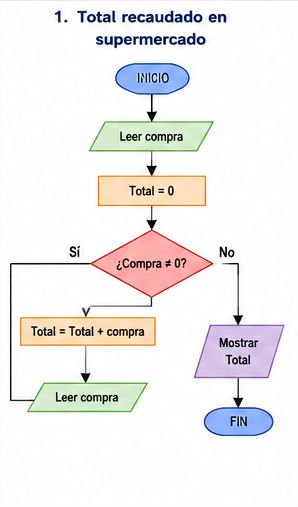 1. Total recaudado en
supermercado
INICIO
Leer compra
Total = 0
¿Compra ≠ 0?
Sí
No
Total = Total + compra
Leer compra
Mostrar
Total
FIN